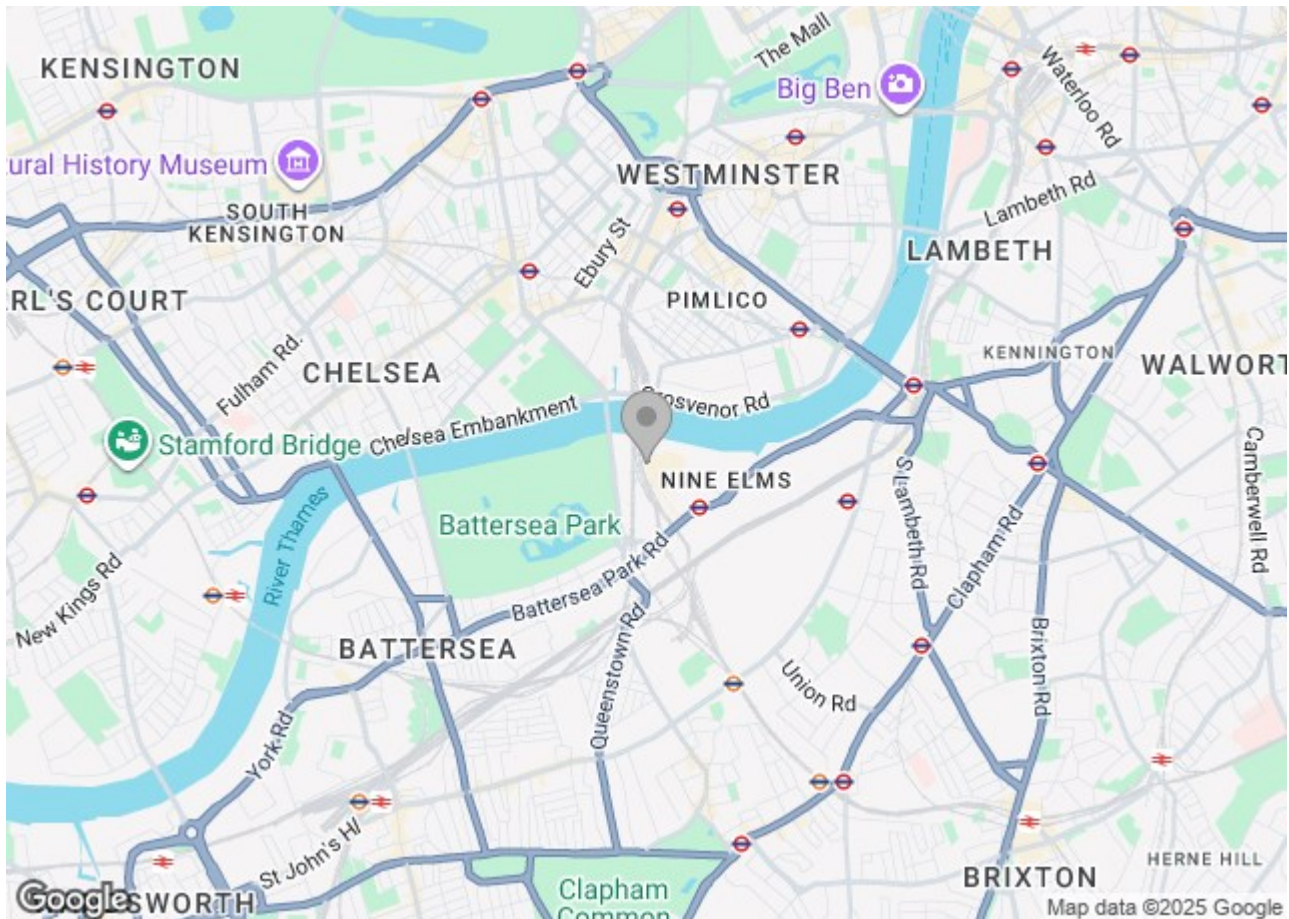 KENSINGTON
The Mall
Big Ben
Waterloo Rd
ural History Museum
WESTMINSTER
Lambeth Rd
SOUTH
KENSINGTON
Ebury St
LAMBETH
RL'S COURT
PIMLICO
Fulham Rd.
CHELSEA
KENNINGTON
WALWORT
Grosvenor Rd
Chelsea Embankment
Stamford Bridge
NINE ELMS
S Lambeth Rd
Camberwell Rd
River Thames
Battersea Park
Clapham Rd
New Kings Rd
Battersea Park Rd
BATTERSEA
Queenstown Rd
Union Rd
Brixton Rd
York Rd
St John's H
HERNE HILL
BRIXTON
Clapham
Common
Google
SWORTH
Map data ©2025 Google